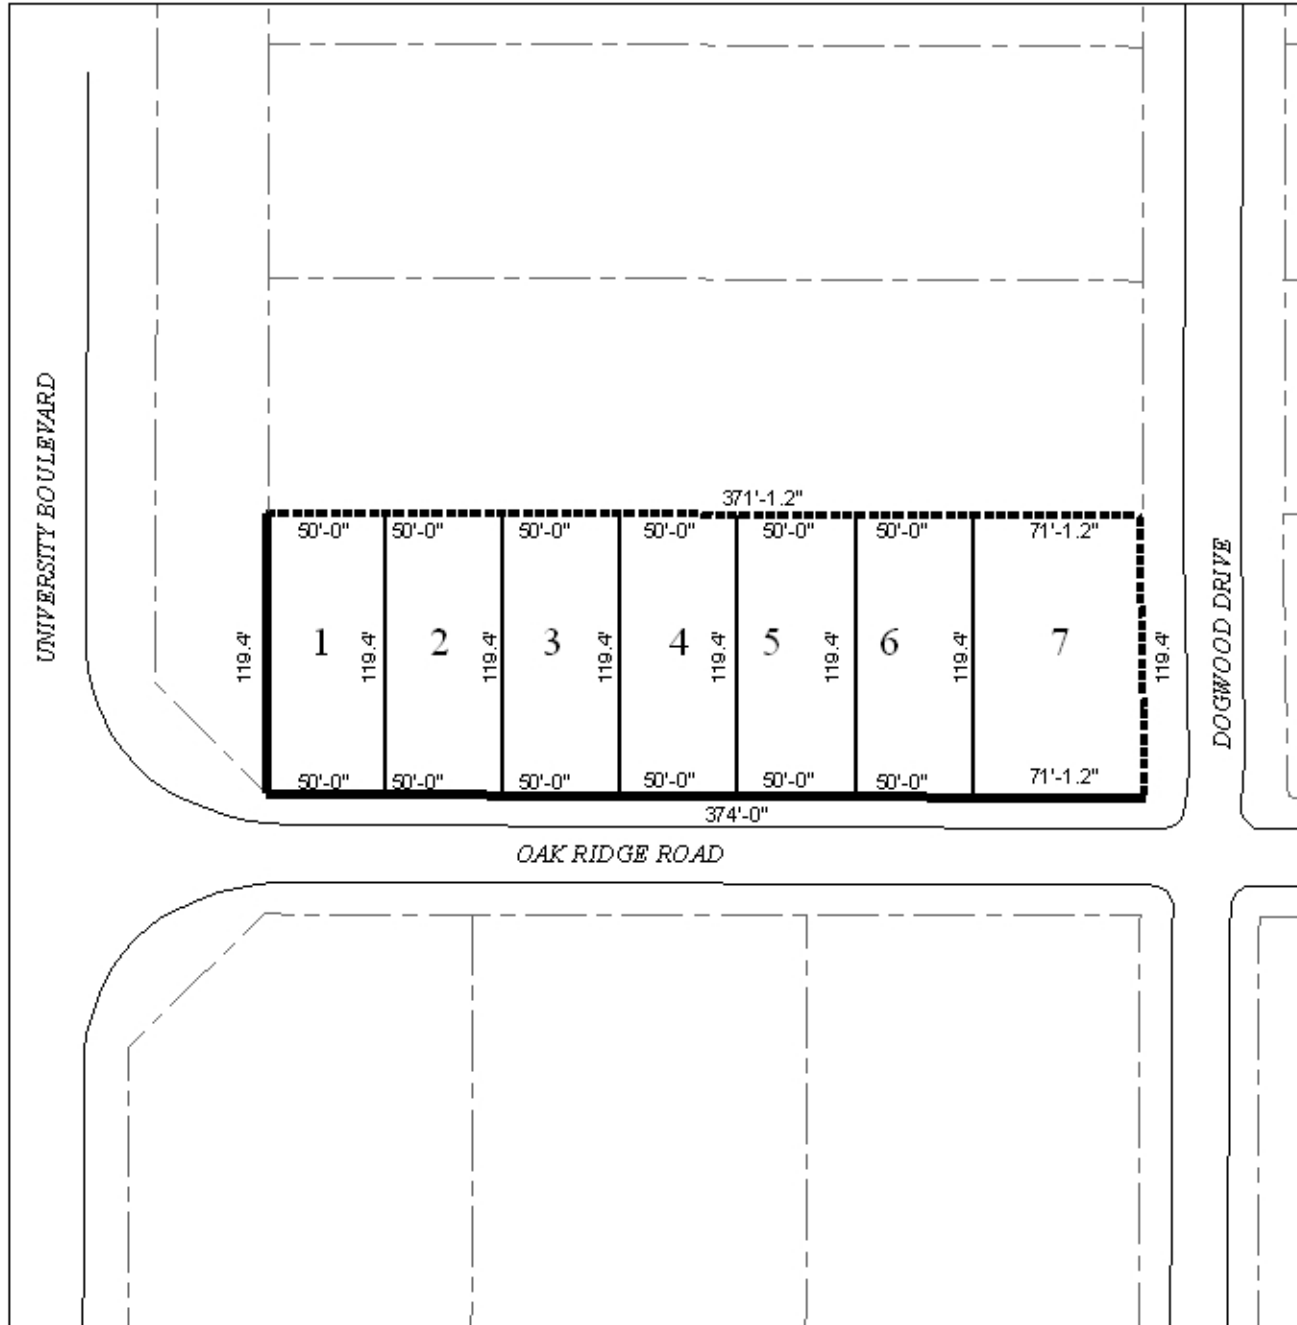 UNIVERSITY BOULEVARD
371'-1.2"
50'-0" 50'-0" 50'-0" 50'-0" 50'-0" 50'-0" 71'-1.2"
119.4' 1 119.4' 2 119.4' 3 119.4' 4 119.4' 5 119.4' 6 119.4' 7 119.4'
DOGWOOD DRIVE
50'-0" 50'-0" 50'-0" 50'-0" 50'-0" 50'-0" 71'-1.2"
374'-0"
OAK RIDGE ROAD